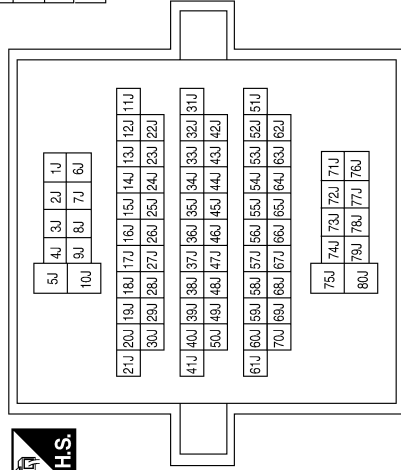 H.S.
5J 4J 3J 2J 1J
10J 9J 8J 7J 6J
21J 20J 19J 18J 17J 16J 15J 14J 13J 12J 11J
30J 29J 28J 27J 26J 25J 24J 23J 22J
41J 40J 39J 38J 37J 36J 35J 34J 33J 32J 31J
50J 49J 48J 47J 46J 45J 44J 43J 42J
61J 60J 59J 58J 57J 56J 55J 54J 53J 52J 51J
70J 69J 68J 67J 66J 65J 64J 63J 62J
75J 74J 73J 72J 71J
80J 79J 78J 77J 76J